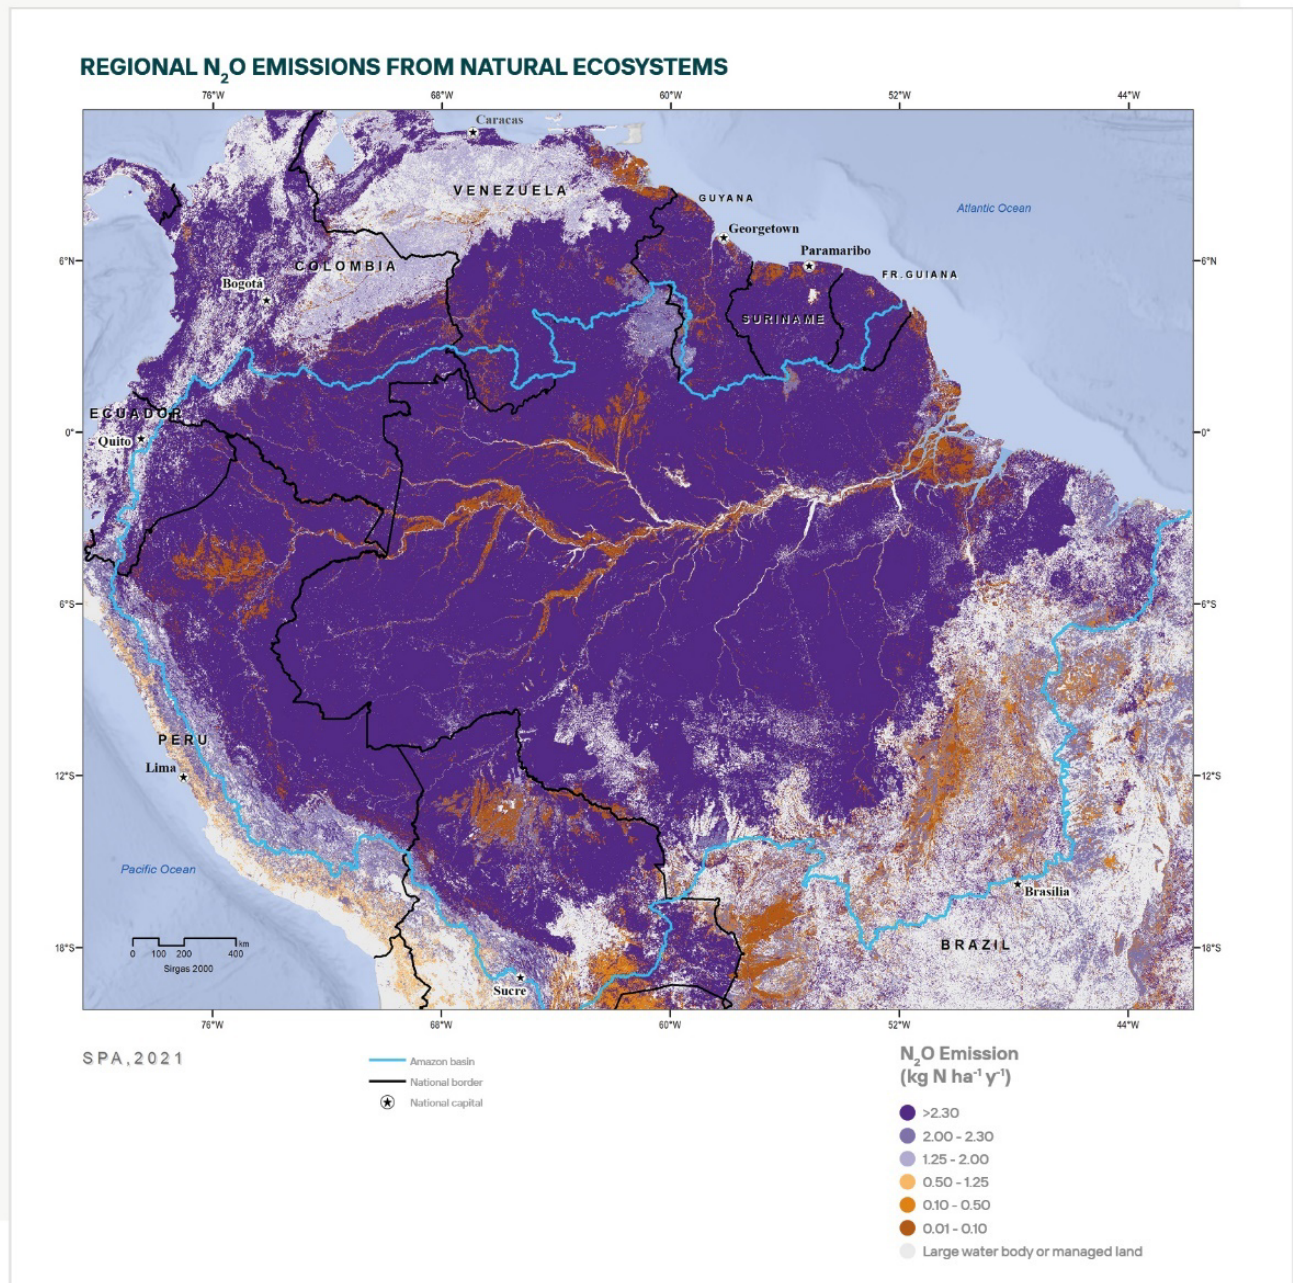 REGIONAL N₂O EMISSIONS FROM NATURAL ECOSYSTEMS
76°W 68°W 60°W 52°W 44°W
Caracas
VENEZUELA
GUYANA
Atlantic Ocean
Georgetown
Paramaribo
6°N 6°N
COLOMBIA
FR.GUIANA
Bogotá
SURINAME
ECUADOR
0° 0°
Quito
6°S 6°S
PERU
Lima
12°S 12°S
Pacific Ocean
Brasília
BRAZIL
18°S 18°S
0 100 200 400 km
Sirgas 2000
Sucre
76°W 68°W 60°W 52°W 44°W
SPA,2021
Amazon basin
National border
National capital
N₂O Emission
(kg N ha⁻¹ y⁻¹)
>2.30
2.00 - 2.30
1.25 - 2.00
0.50 - 1.25
0.10 - 0.50
0.01 - 0.10
Large water body or managed land